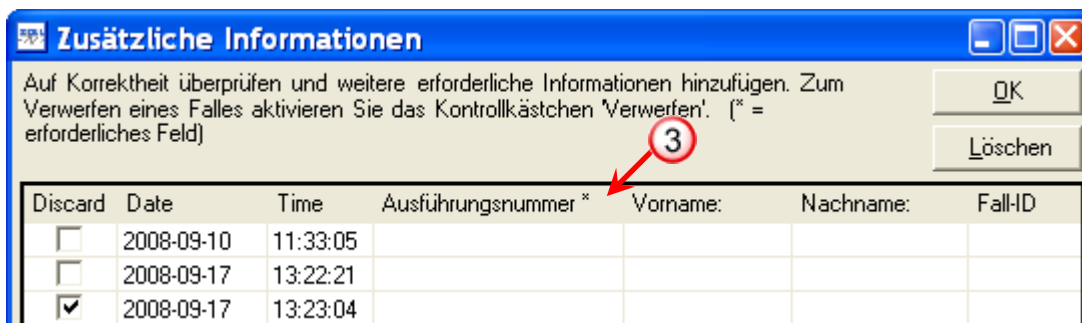 Zusätzliche Informationen
Auf Korrektheit überprüfen und weitere erforderliche Informationen hinzufügen. Zum
Verwerfen eines Falles aktivieren Sie das Kontrollkästchen 'Verwerfen'. (* =
erforderliches Feld)
OK
Löschen
3
Discard Date Time Ausführungsnummer * Vorname: Nachname: Fall-ID
2008-09-10 11:33:05
2008-09-17 13:22:21
2008-09-17 13:23:04